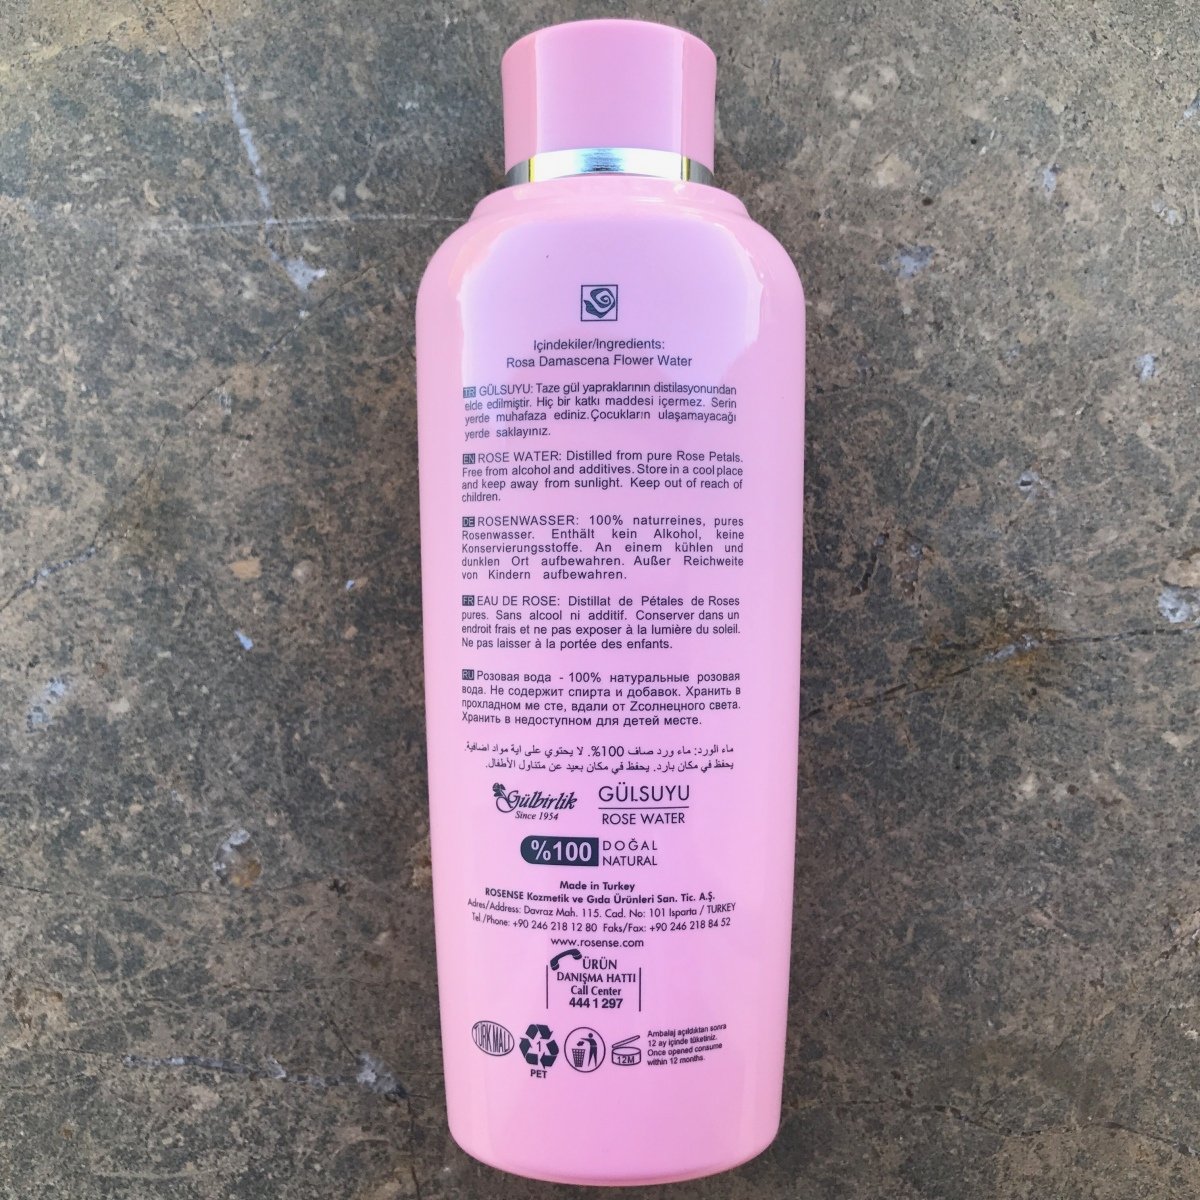 Içindekiler/Ingredients:
Rosa Damascena Flower Water
TR GÜLSUYU: Taze gül yapraklarının distilasyonundan
elde edilmiştir. Hiç bir katkı maddesi içermez. Serin
yerde muhafaza ediniz. Çocukların ulaşamayacağı
yerde saklayınız.
EN ROSE WATER: Distilled from pure Rose Petals.
Free from alcohol and additives. Store in a cool place
and keep away from sunlight. Keep out of reach of
children.
DE ROSENWASSER: 100% naturreines, pures
Rosenwasser. Enthält kein Alkohol, keine
Konservierungsstoffe. An einem kühlen und
dunklen Ort aufbewahren. Außer Reichweite
von Kindern aufbewahren.
FR EAU DE ROSE: Distillat de Pétales de Roses
pures. Sans alcool ni additif. Conserver dans un
endroit frais et ne pas exposer à la lumière du soleil.
Ne pas laisser à la portée des enfants.
RU Розовая вода - 100% натуральные розовая
вода. Не содержит спирта и добавок. Хранить в
прохладном ме сте, вдали от Zсолнецного света.
Хранить в недоступном для детей месте.
ماء الورد: ماء ورد صاف 100%. لا يحتوي على اية مواد اضافية.
يحفظ في مكان بارد. يحفظ في مكان بعيد عن متناول الأطفال.
Gülbirlik
Since 1954
GÜLSUYU
ROSE WATER
%100 DOĞAL
NATURAL
Made in Turkey
ROSENSE Kozmetik ve Gıda Ürünleri San. Tic. A.Ş.
Adres/Address: Davraz Mah. 115. Cad. No: 101 Isparta / TURKEY
Tel./Phone: +90 246 218 12 80 Faks/Fax: +90 246 218 84 52
www.rosense.com
ÜRÜN
DANIŞMA HATTI
Call Center
444 1 297
TÜRK MALI
1
PET
12M
Ambalaj açıldıktan sonra
12 ay içinde tüketiniz.
Once opened consume
within 12 months.